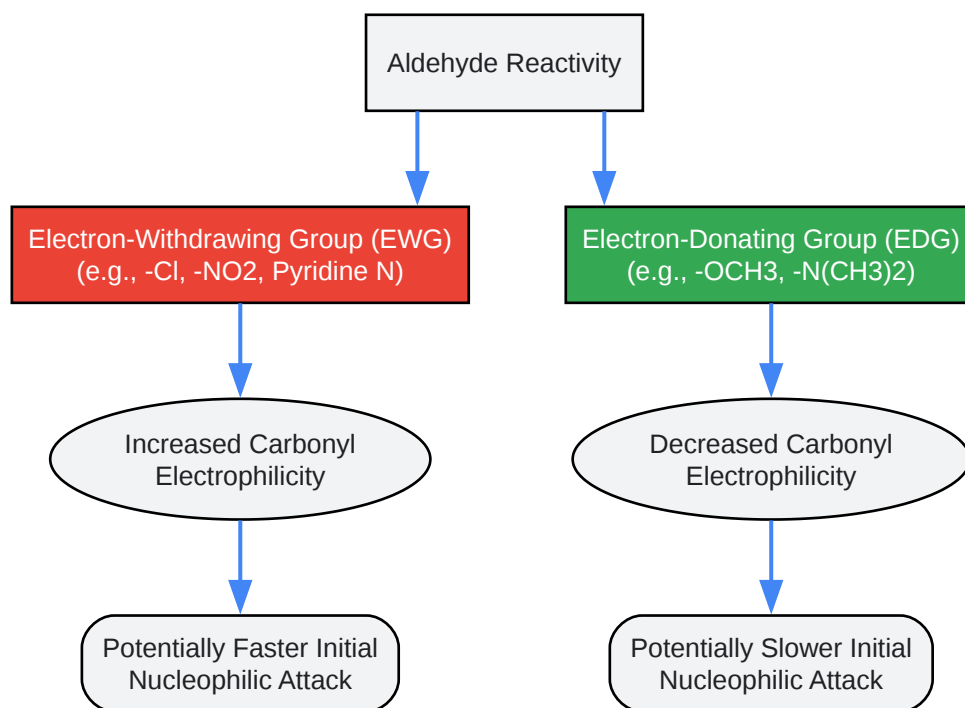 Aldehyde Reactivity
Electron-Withdrawing Group (EWG)
(e.g., -Cl, -NO2, Pyridine N)
Electron-Donating Group (EDG)
(e.g., -OCH3, -N(CH3)2)
Increased Carbonyl
Electrophilicity
Decreased Carbonyl
Electrophilicity
Potentially Faster Initial
Nucleophilic Attack
Potentially Slower Initial
Nucleophilic Attack